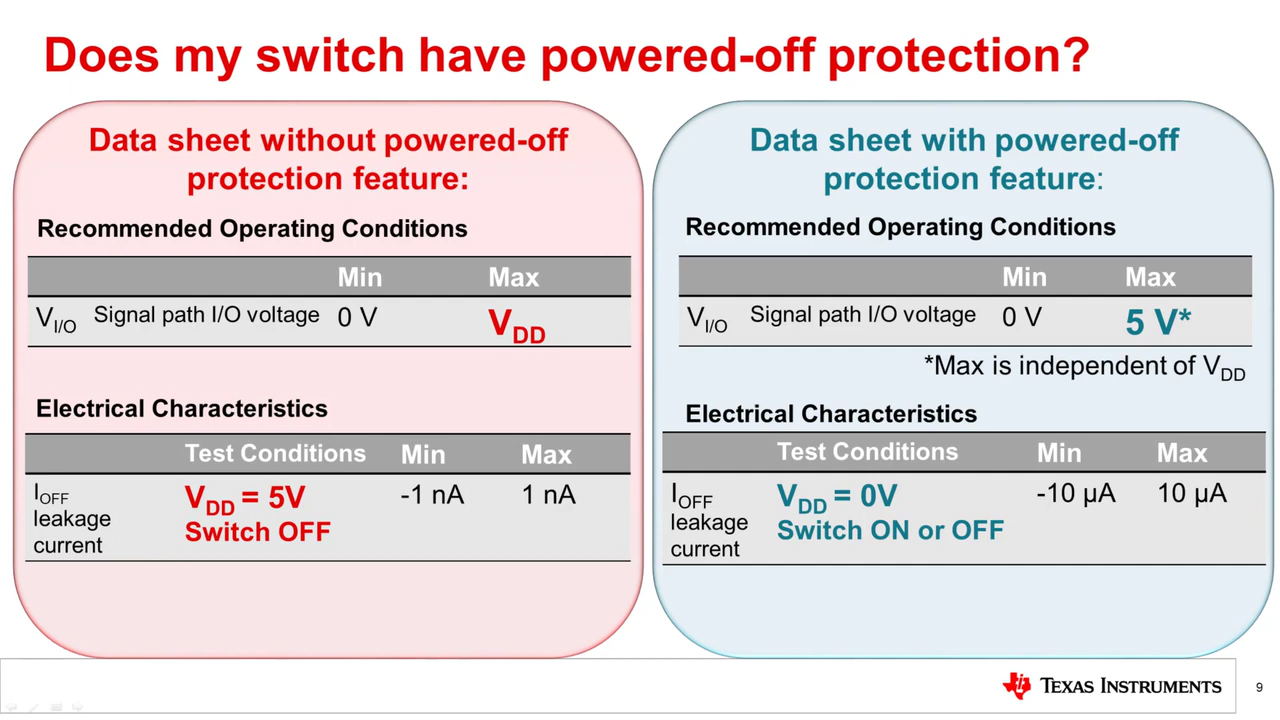 Does my switch have powered-off protection?
Data sheet without powered-off
protection feature:
Recommended Operating Conditions
Min Max
VI/O Signal path I/O voltage 0 V VDD
Electrical Characteristics
Test Conditions Min Max
IOFF leakage current VDD = 5V Switch OFF -1 nA 1 nA
Data sheet with powered-off
protection feature:
Recommended Operating Conditions
Min Max
VI/O Signal path I/O voltage 0 V 5 V*
*Max is independent of VDD
Electrical Characteristics
Test Conditions Min Max
IOFF leakage current VDD = 0V Switch ON or OFF -10 µA 10 µA
TEXAS INSTRUMENTS
9